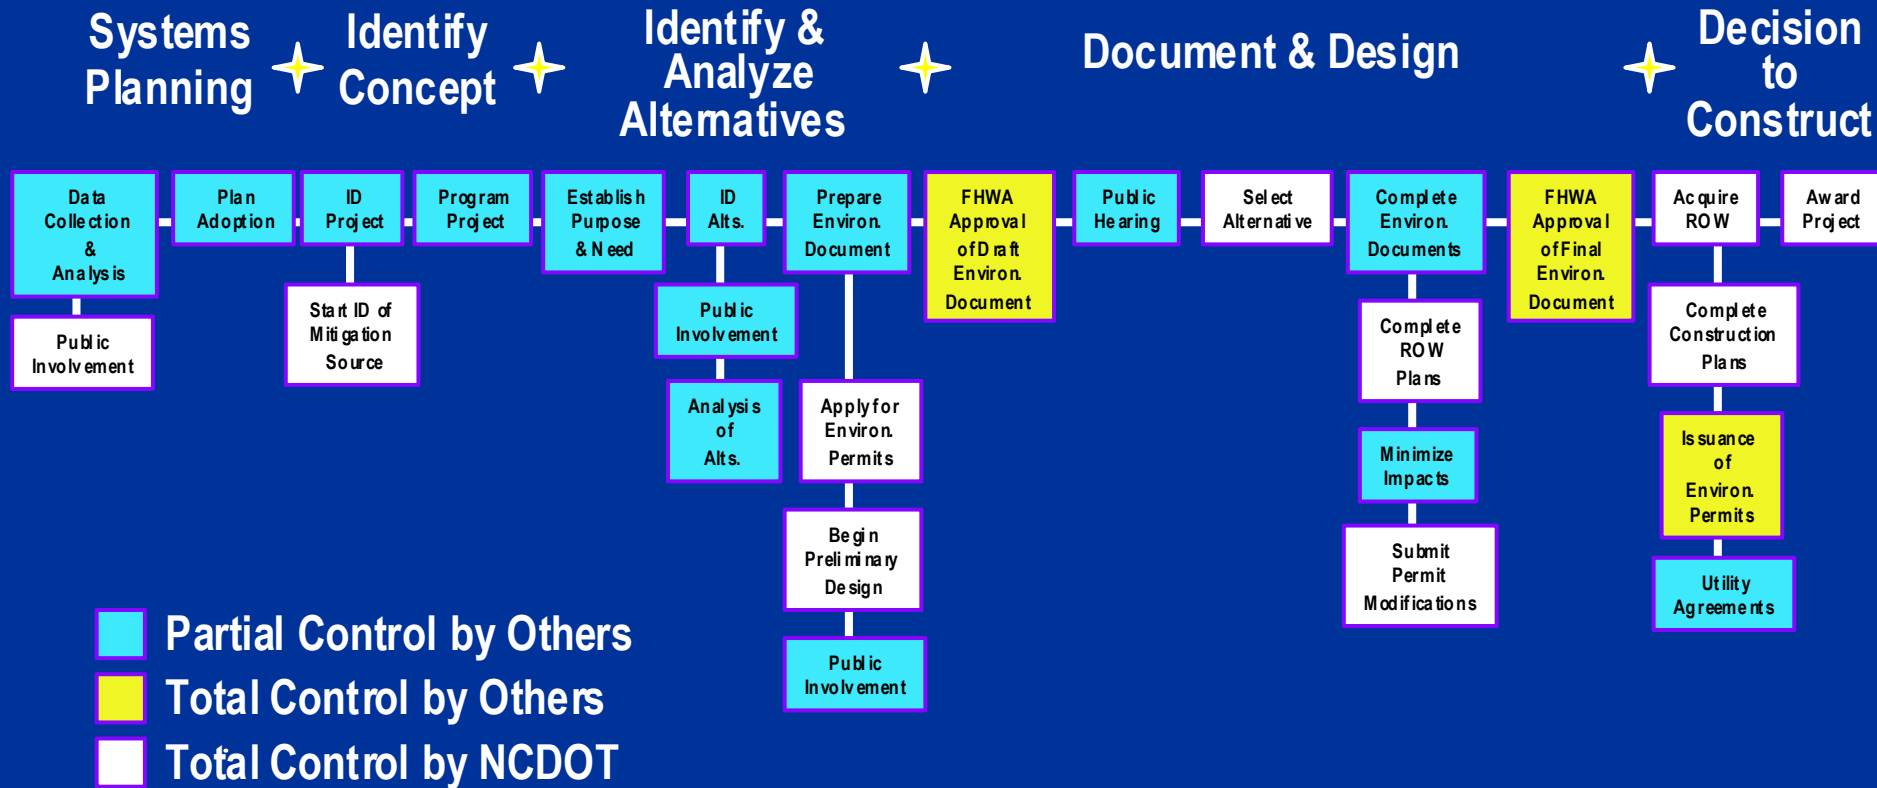 Systems
Planning
Identify
Concept
Identify &
Analyze
Alternatives
Document & Design
Decision
to
Construct
Data
Collection
&
Analysis
Public
Involvement
Plan
Adoption
ID
Project
Start ID of
Mitigation
Source
Program
Project
Establish
Purpose
& Need
ID
Alts.
Public
Involvement
Analysis
of
Alts.
Prepare
Environ.
Document
Apply for
Environ.
Permits
Begin
Preliminary
Design
Public
Involvement
FHWA
Approval
of Draft
Environ.
Document
Public
Hearing
Select
Alternative
Complete
Environ.
Documents
Complete
ROW
Plans
Minimize
Impacts
Submit
Permit
Modifications
FHWA
Approval
of Final
Environ.
Document
Acquire
ROW
Complete
Construction
Plans
Issuance
of
Environ.
Permits
Utility
Agreements
Award
Project
Partial Control by Others
Total Control by Others
Total Control by NCDOT